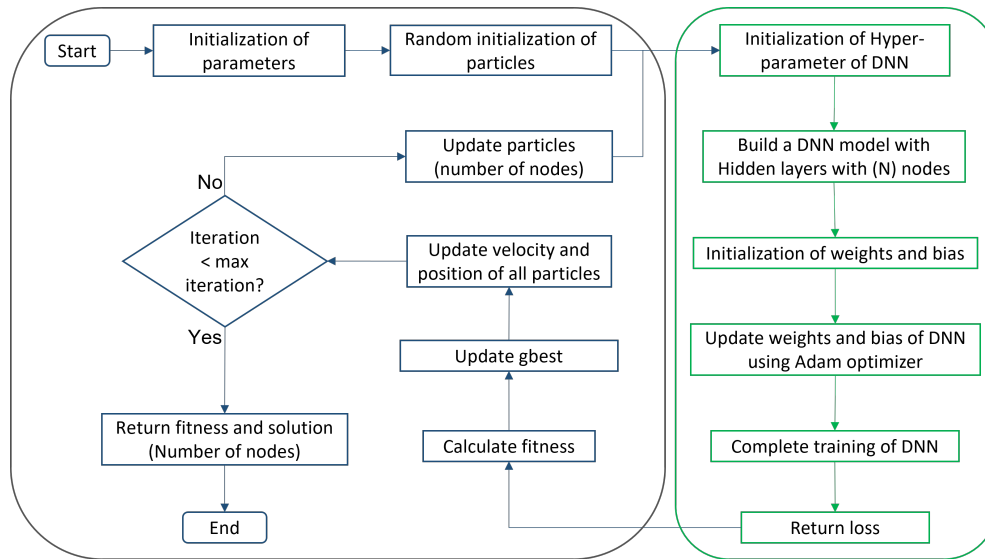 Start
Initialization of
parameters
Random initialization of
particles
Initialization of Hyper-
parameter of DNN
Update particles
(number of nodes)
Build a DNN model with
Hidden layers with (N) nodes
No
Iteration
< max
iteration?
Update velocity and
position of all particles
Initialization of weights and bias
Yes
Update gbest
Update weights and bias of DNN
using Adam optimizer
Return fitness and solution
(Number of nodes)
Calculate fitness
Complete training of DNN
End
Return loss